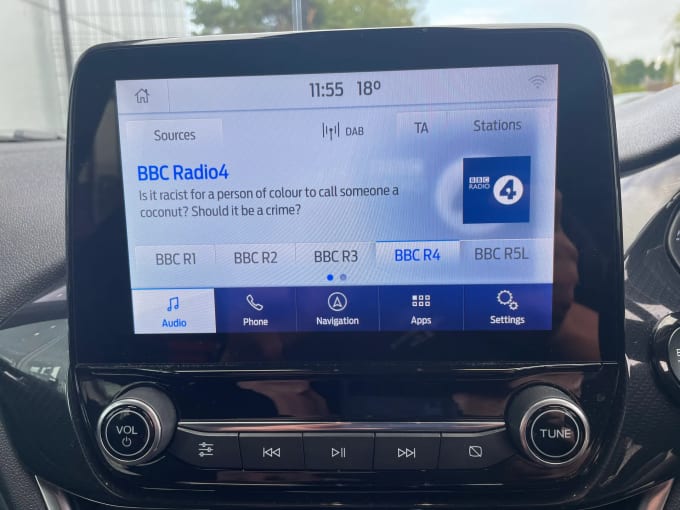 11:55 18°
Sources
DAB
TA
Stations
BBC Radio4
Is it racist for a person of colour to call someone a
coconut? Should it be a crime?
BBC
RADIO
4
BBC R1
BBC R2
BBC R3
BBC R4
BBC R5L
Audio
Phone
Navigation
Apps
Settings
VOL
TUNE